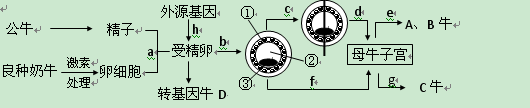 外源基因
① c d e
公牛 精子 h A、B 牛
a 受精卵 b 母牛子宫
良种奶牛 激素 处理 卵细胞 ② f g
转基因牛 D ③ C 牛